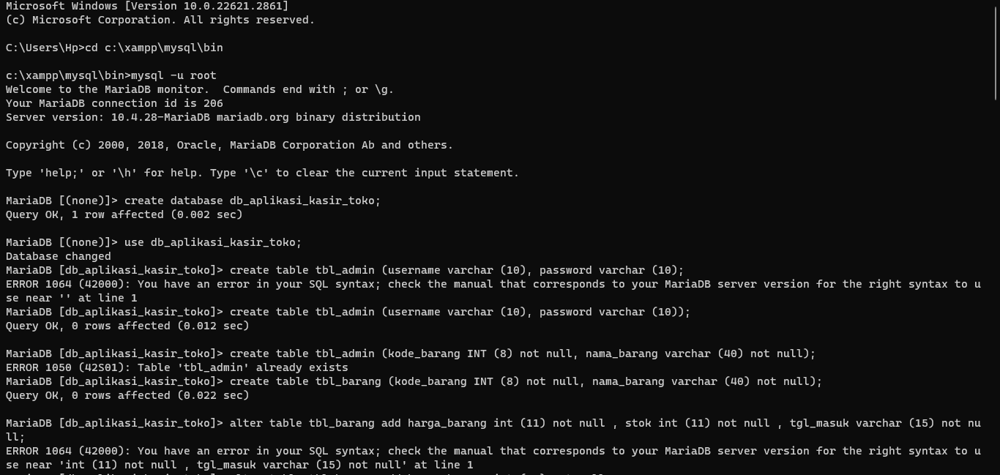 Microsoft Windows [Version 10.0.22621.2861]
(c) Microsoft Corporation. All rights reserved.
C:\Users\Hp>cd c:\xampp\mysql\bin
c:\xampp\mysql\bin>mysql -u root
Welcome to the MariaDB monitor.  Commands end with ; or \g.
Your MariaDB connection id is 206
Server version: 10.4.28-MariaDB mariadb.org binary distribution
Copyright (c) 2000, 2018, Oracle, MariaDB Corporation Ab and others.
Type 'help;' or '\h' for help. Type '\c' to clear the current input statement.
MariaDB [(none)]> create database db_aplikasi_kasir_toko;
Query OK, 1 row affected (0.002 sec)
MariaDB [(none)]> use db_aplikasi_kasir_toko;
Database changed
MariaDB [db_aplikasi_kasir_toko]> create table tbl_admin (username varchar (10), password varchar (10);
ERROR 1064 (42000): You have an error in your SQL syntax; check the manual that corresponds to your MariaDB server version for the right syntax to u
se near '' at line 1
MariaDB [db_aplikasi_kasir_toko]> create table tbl_admin (username varchar (10), password varchar (10));
Query OK, 0 rows affected (0.012 sec)
MariaDB [db_aplikasi_kasir_toko]> create table tbl_admin (kode_barang INT (8) not null, nama_barang varchar (40) not null);
ERROR 1050 (42S01): Table 'tbl_admin' already exists
MariaDB [db_aplikasi_kasir_toko]> create table tbl_barang (kode_barang INT (8) not null, nama_barang varchar (40) not null);
Query OK, 0 rows affected (0.022 sec)
MariaDB [db_aplikasi_kasir_toko]> alter table tbl_barang add harga_barang int (11) not null , stok int (11) not null , tgl_masuk varchar (15) not nu
ll;
ERROR 1064 (42000): You have an error in your SQL syntax; check the manual that corresponds to your MariaDB server version for the right syntax to u
se near 'int (11) not null , tgl_masuk varchar (15) not null' at line 1